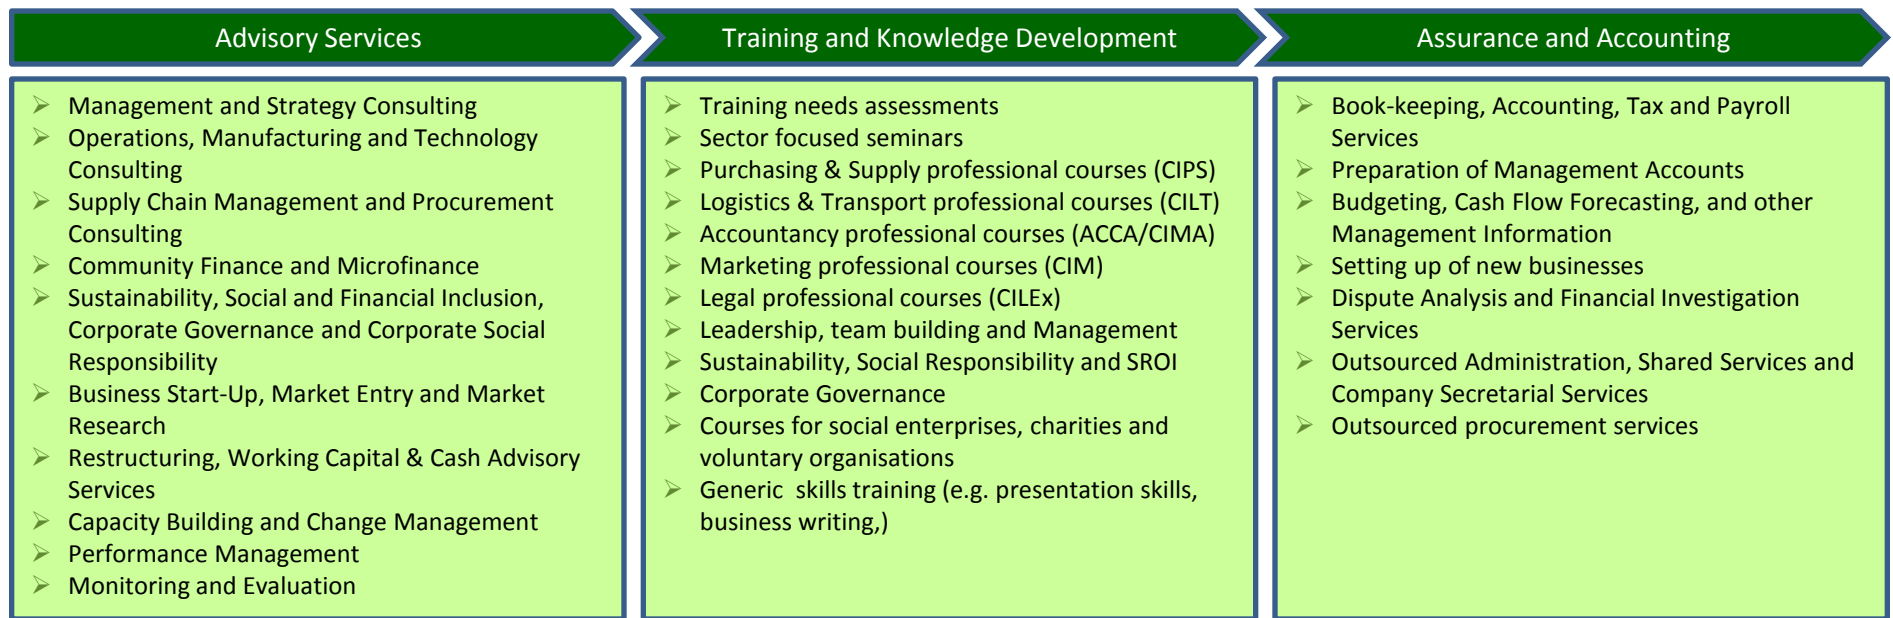 Advisory Services
Management and Strategy Consulting
Operations, Manufacturing and Technology
Consulting
Supply Chain Management and Procurement
Consulting
Community Finance and Microfinance
Sustainability, Social and Financial Inclusion,
Corporate Governance and Corporate Social
Responsibility
Business Start-Up, Market Entry and Market
Research
Restructuring, Working Capital & Cash Advisory
Services
Capacity Building and Change Management
Performance Management
Monitoring and Evaluation
Training and Knowledge Development
Training needs assessments
Sector focused seminars
Purchasing & Supply professional courses (CIPS)
Logistics & Transport professional courses (CILT)
Accountancy professional courses (ACCA/CIMA)
Marketing professional courses (CIM)
Legal professional courses (CILEx)
Leadership, team building and Management
Sustainability, Social Responsibility and SROI
Corporate Governance
Courses for social enterprises, charities and
voluntary organisations
Generic  skills training (e.g. presentation skills,
business writing,)
Assurance and Accounting
Book-keeping, Accounting, Tax and Payroll
Services
Preparation of Management Accounts
Budgeting, Cash Flow Forecasting, and other
Management Information
Setting up of new businesses
Dispute Analysis and Financial Investigation
Services
Outsourced Administration, Shared Services and
Company Secretarial Services
Outsourced procurement services